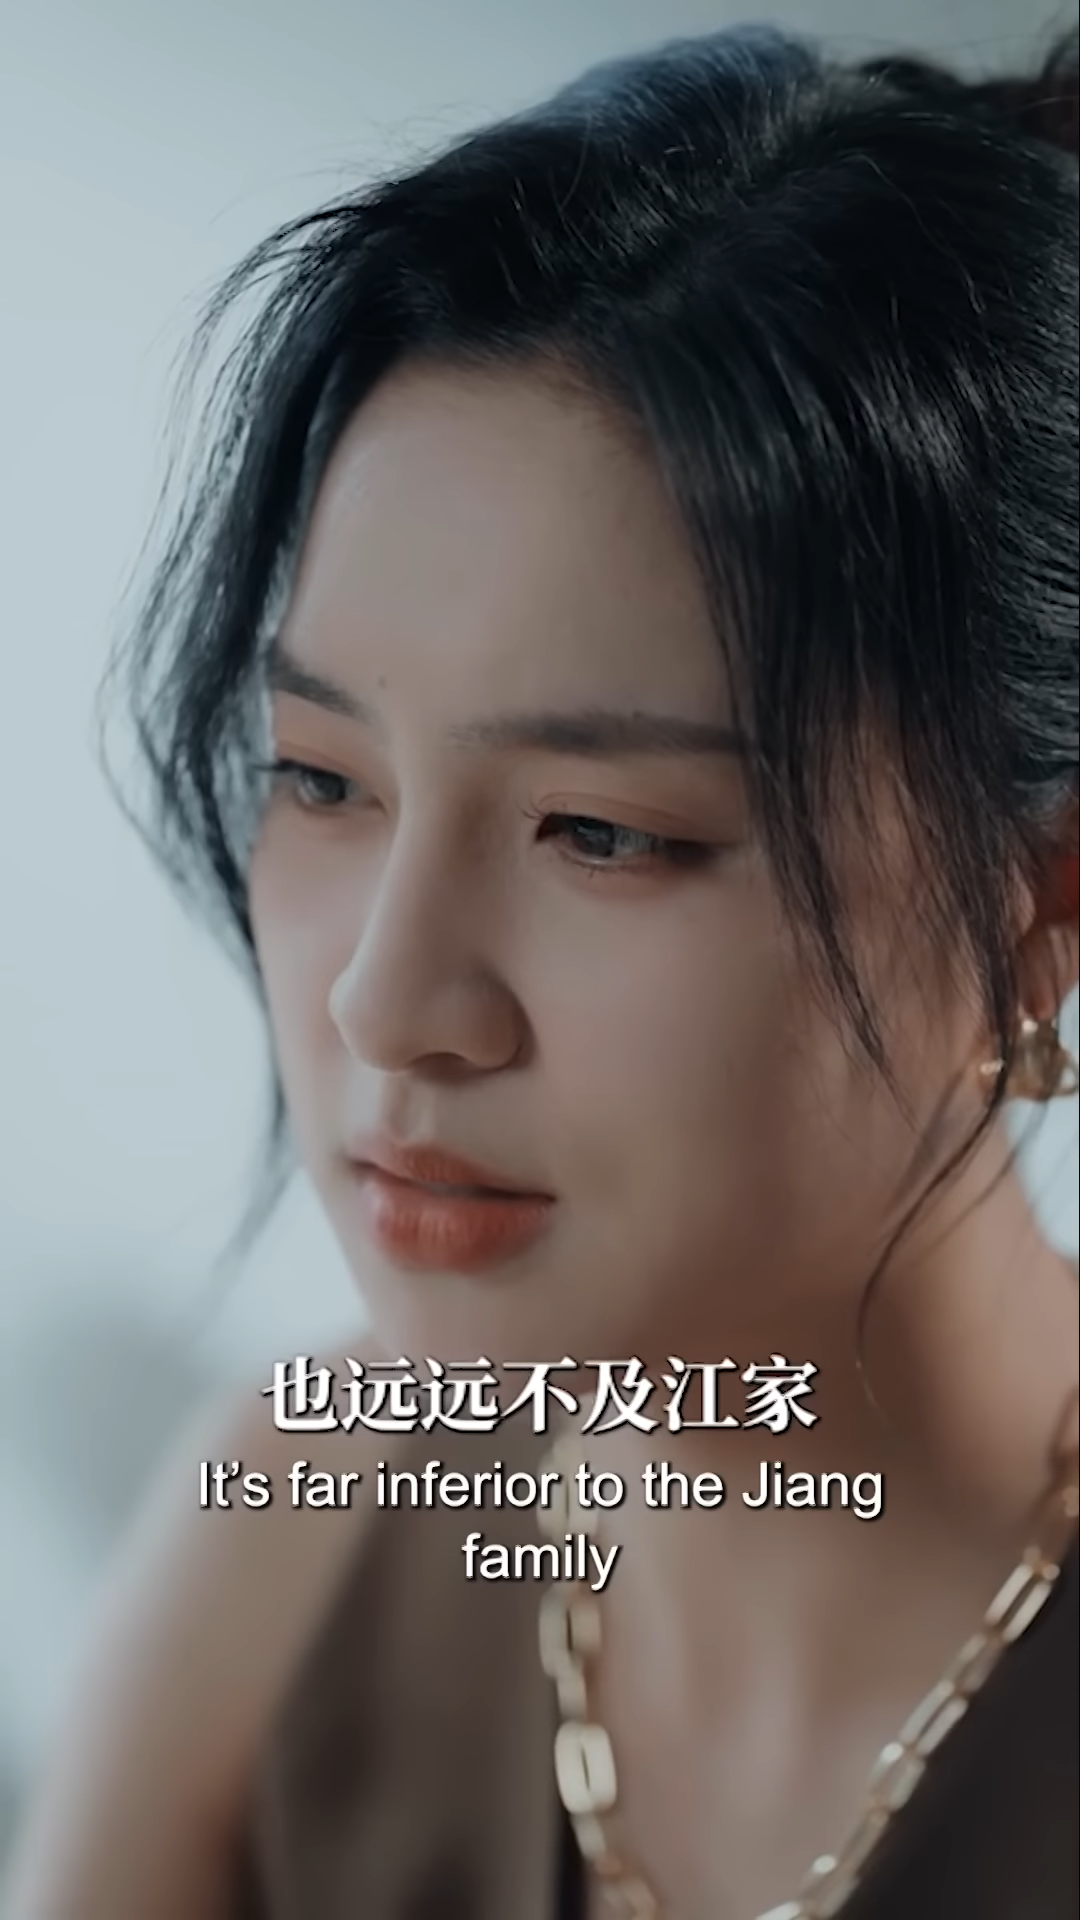 也远远不及江家
It’s far inferior to the Jiang
family